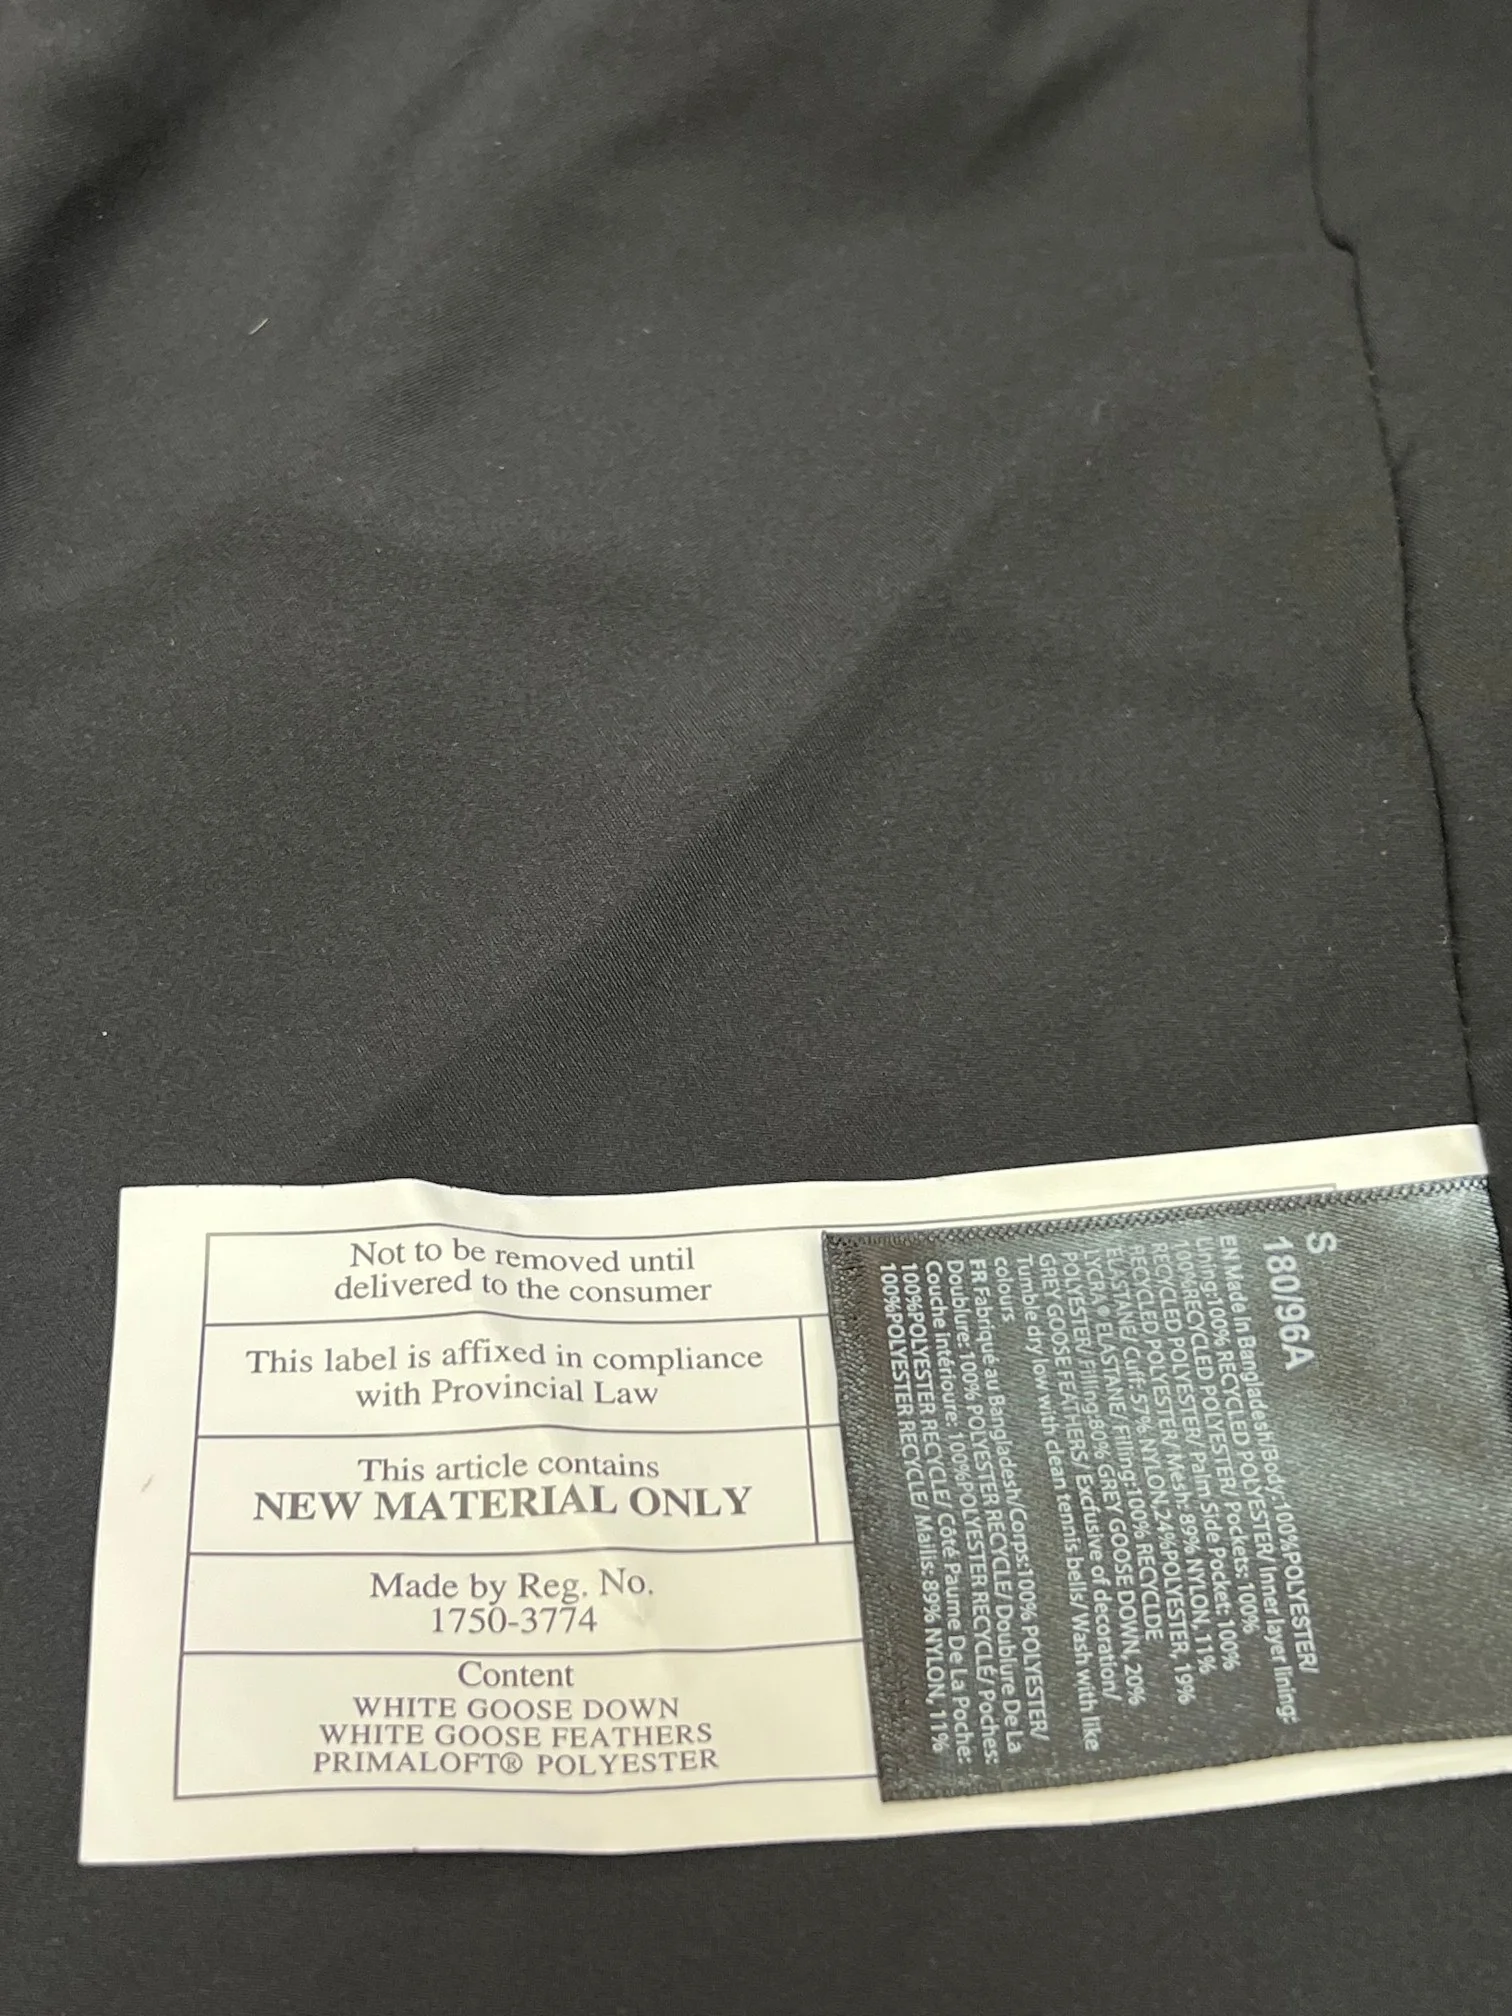 Not to be removed until
delivered to the consumer
This label is affixed in compliance
with Provincial Law
This article contains
NEW MATERIAL ONLY
Made by Reg. No.
1750-3774
Content
WHITE GOOSE DOWN
WHITE GOOSE FEATHERS
PRIMALOFT® POLYESTER
S
180/96A
EN Made In Bangladesh/Body:100%POLYESTER/
Lining:100% RECYCLED POLYESTER/ Inner layer lining:
100%RECYCLED POLYESTER/ Pockets: 100%
RECYCLED POLYESTER/ Palm Side Pocket: 100%
RECYCLED POLYESTER/ Mesh: 89% NYLON, 11%
ELASTANE/ Cuff: 57% NYLON,24%POLYESTER, 19%
LYCRA® ELASTANE/ Filling:100% RECYCLDE
POLYESTER/ Filling:80% GREY GOOSE DOWN, 20%
GREY GOOSE FEATHERS/ Exclusive of decoration/
Tumble dry low with clean tennis bells/ Wash with like
colours
FR Fabriqué au Bangladesh/Corps:100% POLYESTER/
Doublure:100% POLYESTER RECYCLE/ Doublure De La
Couche intérieure: 100%POLYESTER RECYCLE/ Poches:
100%POLYESTER RECYCLE/ Côté Paume De La Poche:
100%POLYESTER RECYCLE/ Maills: 89% NYLON, 11%